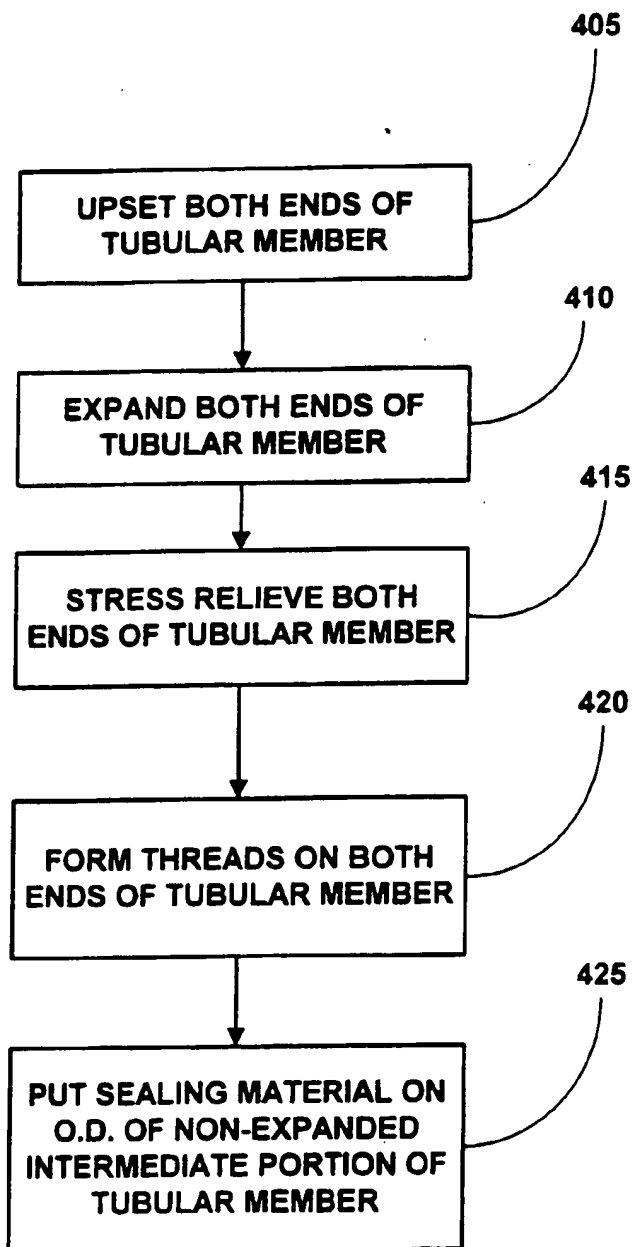 405
UPSET BOTH ENDS OF
TUBULAR MEMBER
410
EXPAND BOTH ENDS OF
TUBULAR MEMBER
415
STRESS RELIEVE BOTH
ENDS OF TUBULAR MEMBER
420
FORM THREADS ON BOTH
ENDS OF TUBULAR MEMBER
425
PUT SEALING MATERIAL ON
O.D. OF NON-EXPANDED
INTERMEDIATE PORTION OF
TUBULAR MEMBER